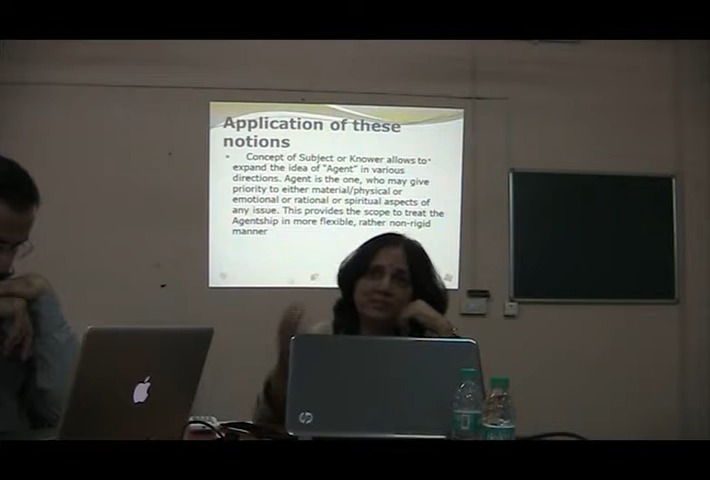 Application of these
notions
Concept of Subject or Knower allows to
expand the idea of "Agent" in various
directions. Agent is the one, who may give
priority to either material/physical or
emotional or rational or spiritual aspects of
any issue. This provides the scope to treat the
Agentship in more flexible, rather non-rigid
manner
hp